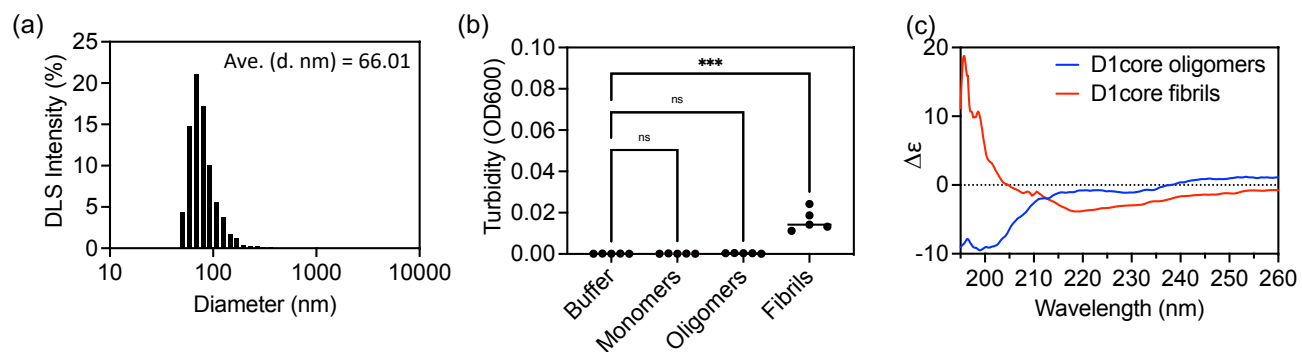 (a)
25
20
15
10
5
0
DLS Intensity (%)
Ave. (d. nm) = 66.01
10
100
1000
10000
Diameter (nm)
(b)
0.10
0.08
0.06
0.04
0.02
0.00
Turbidity (OD600)
***
ns
ns
Buffer
Monomers
Oligomers
Fibrils
(c)
20
10
0
-10
Δε
D1core oligomers
D1core fibrils
200
210
220
230
240
250
260
Wavelength (nm)